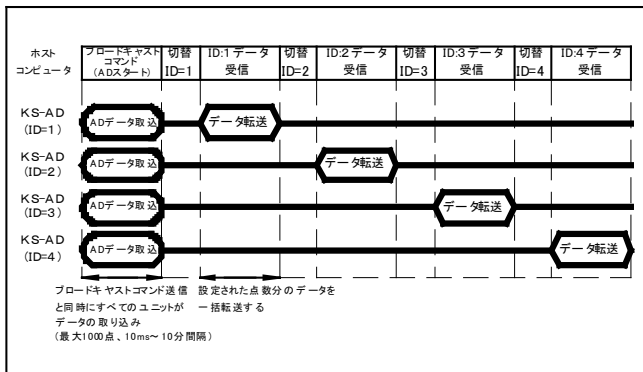 ホスト
コンピュータ
ブロードキャスト
コマンド
(ADスタート)
切替
ID=1
ID:1データ
受信
切替
ID=2
ID:2データ
受信
切替
ID=3
ID:3データ
受信
切替
ID=4
ID:4データ
受信
KS-AD
(ID=1)
ADデータ取込
データ転送
KS-AD
(ID=2)
ADデータ取込
データ転送
KS-AD
(ID=3)
ADデータ取込
データ転送
KS-AD
(ID=4)
ADデータ取込
データ転送
ブロードキャストコマンド送信
と同時にすべてのユニットが
データの取り込み
(最大1000点、10ms～10分間隔)
設定された点数分のデータを
一括転送する